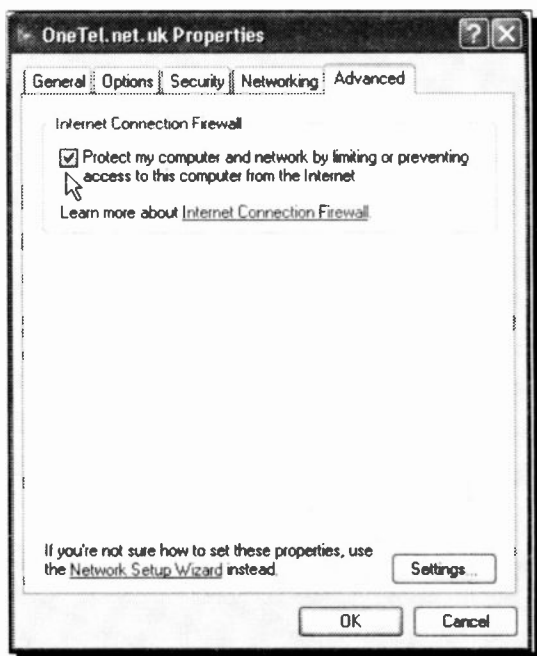 OneTel.net.uk Properties
General Options Security Networking Advanced
Internet Connection Firewall
Protect my computer and network by limiting or preventing
access to this computer from the Internet
Learn more about Internet Connection Firewall.
If you're not sure how to set these properties, use
the Network Setup Wizard instead.
Settings...
OK Cancel